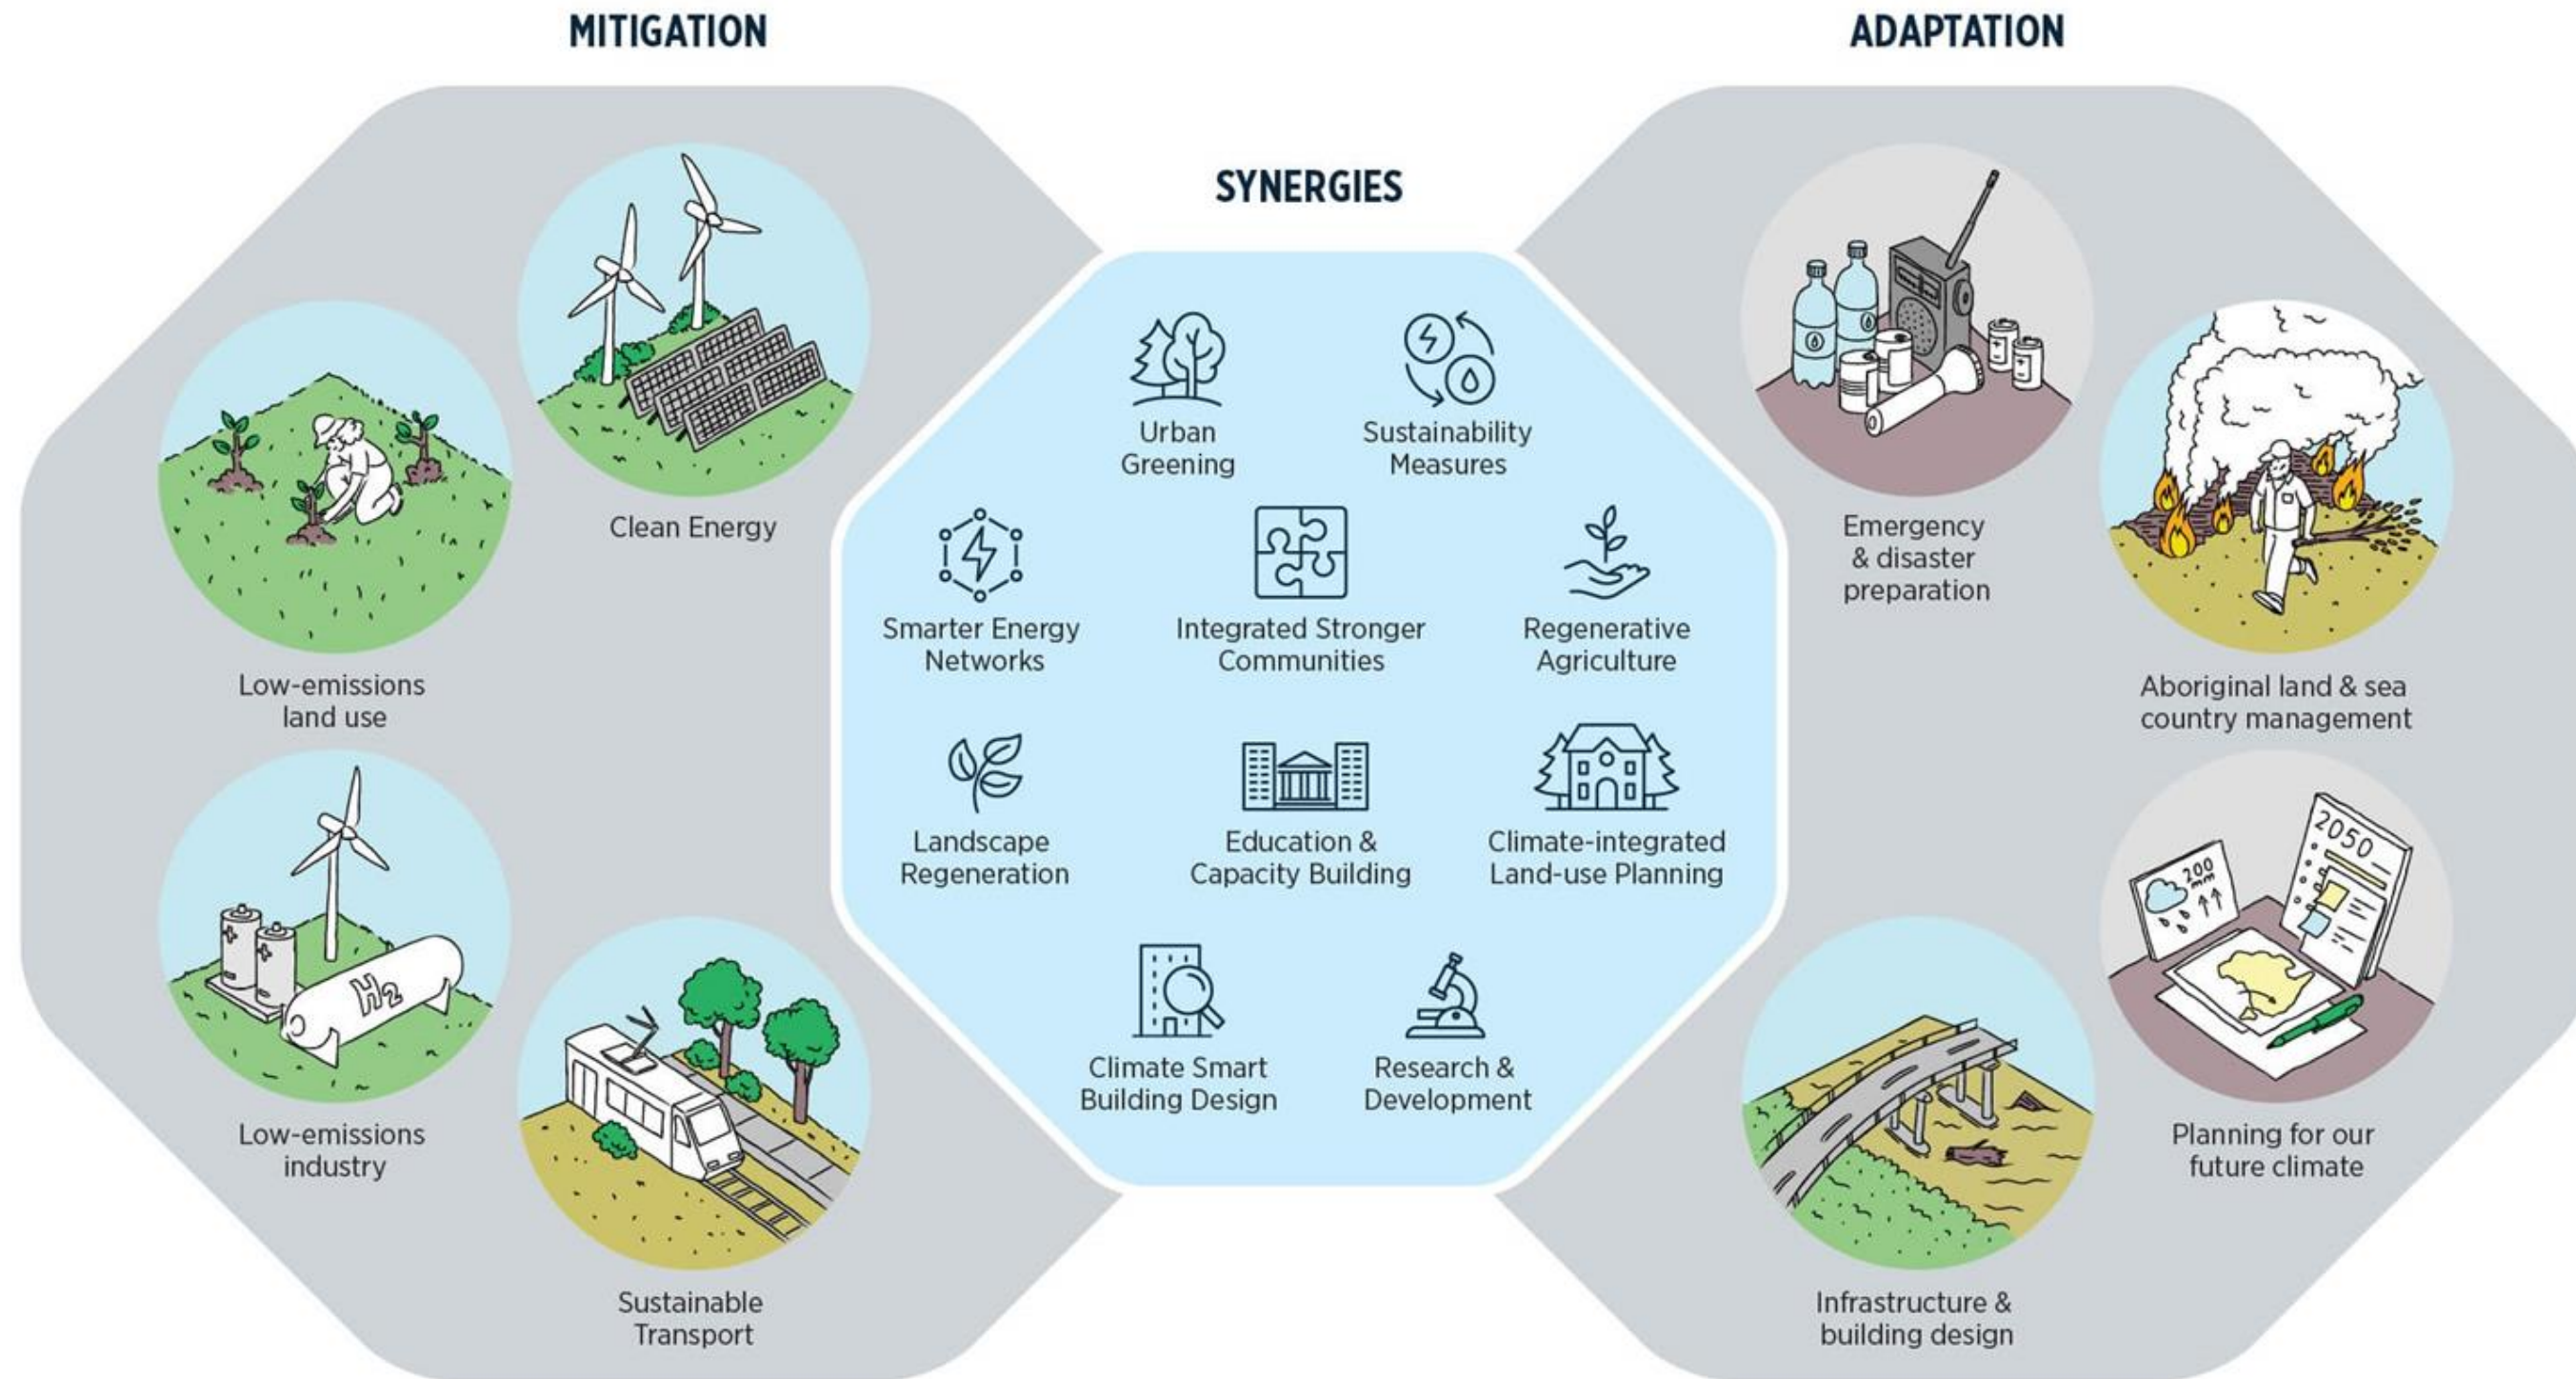 MITIGATION
ADAPTATION
SYNERGIES
Clean Energy
Low-emissions
land use
H2
Low-emissions
industry
Sustainable
Transport
Urban
Greening
Sustainability
Measures
Smarter Energy
Networks
Integrated Stronger
Communities
Regenerative
Agriculture
Landscape
Regeneration
Education &
Capacity Building
Climate-integrated
Land-use Planning
Climate Smart
Building Design
Research &
Development
Emergency
& disaster
preparation
Aboriginal land & sea
country management
200
mm
2050
Planning for our
future climate
Infrastructure &
building design